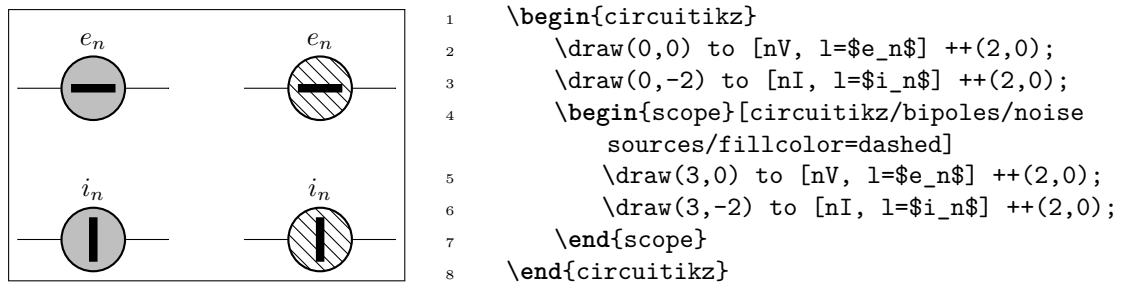 e_n e_n
i_n i_n
1 \begin{circuitikz}
2 \draw(0,0) to [nV, l=$e_n$] ++(2,0);
3 \draw(0,-2) to [nI, l=$i_n$] ++(2,0);
4 \begin{scope}[circuitikz/bipoles/noise
sources/fillcolor=dashed]
5 \draw(3,0) to [nV, l=$e_n$] ++(2,0);
6 \draw(3,-2) to [nI, l=$i_n$] ++(2,0);
7 \end{scope}
8 \end{circuitikz}